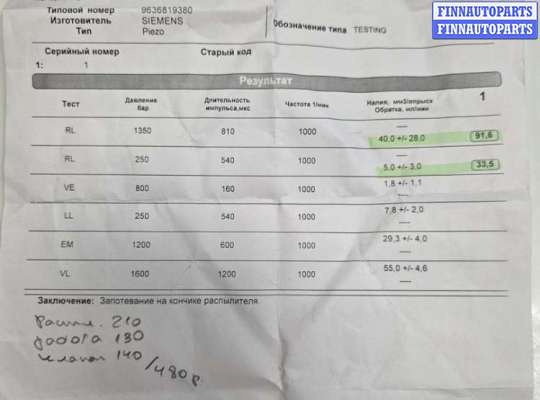 FINNAUTOPARTS
FINNAUTOPARTS
Типовой номер 9636819380
Изготовитель SIEMENS
Тип Piezo
Обозначение типа TESTING
Серийный номер Старый код
1: 1
Результат
Тест Давление бар Длительность импульса,мкс Частота 1/мин Налив, мм3/впрыск Обратка, мл/мин 1
RL 1350 810 1000 ----
40,0 +/- 28,0 91,6
RL 250 540 1000 ----
5,0 +/- 3,0 33,5
VE 800 160 1000 1,8 +/- 1,1
----
LL 250 540 1000 7,8 +/- 2,0
----
EM 1200 600 1000 29,3 +/- 4,0
----
VL 1600 1200 1000 55,0 +/- 4,6
----
Заключение: Запотевание на кончике распылителя.
Распыл. 210
работа 130
клапан 140 /480 р